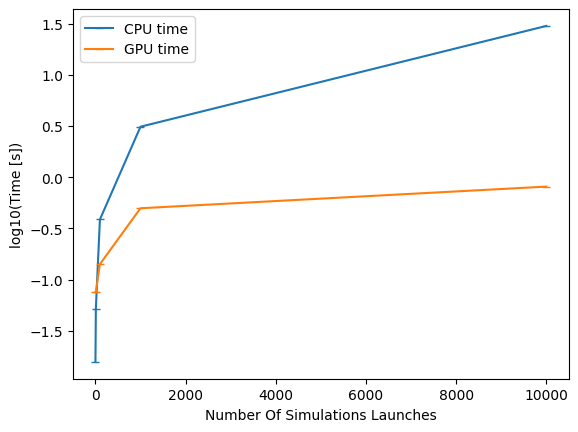 CPU time
GPU time
1.5
1.0
0.5
0.0
−0.5
−1.0
−1.5
log10(Time [s])
0 2000 4000 6000 8000 10000
Number Of Simulations Launches